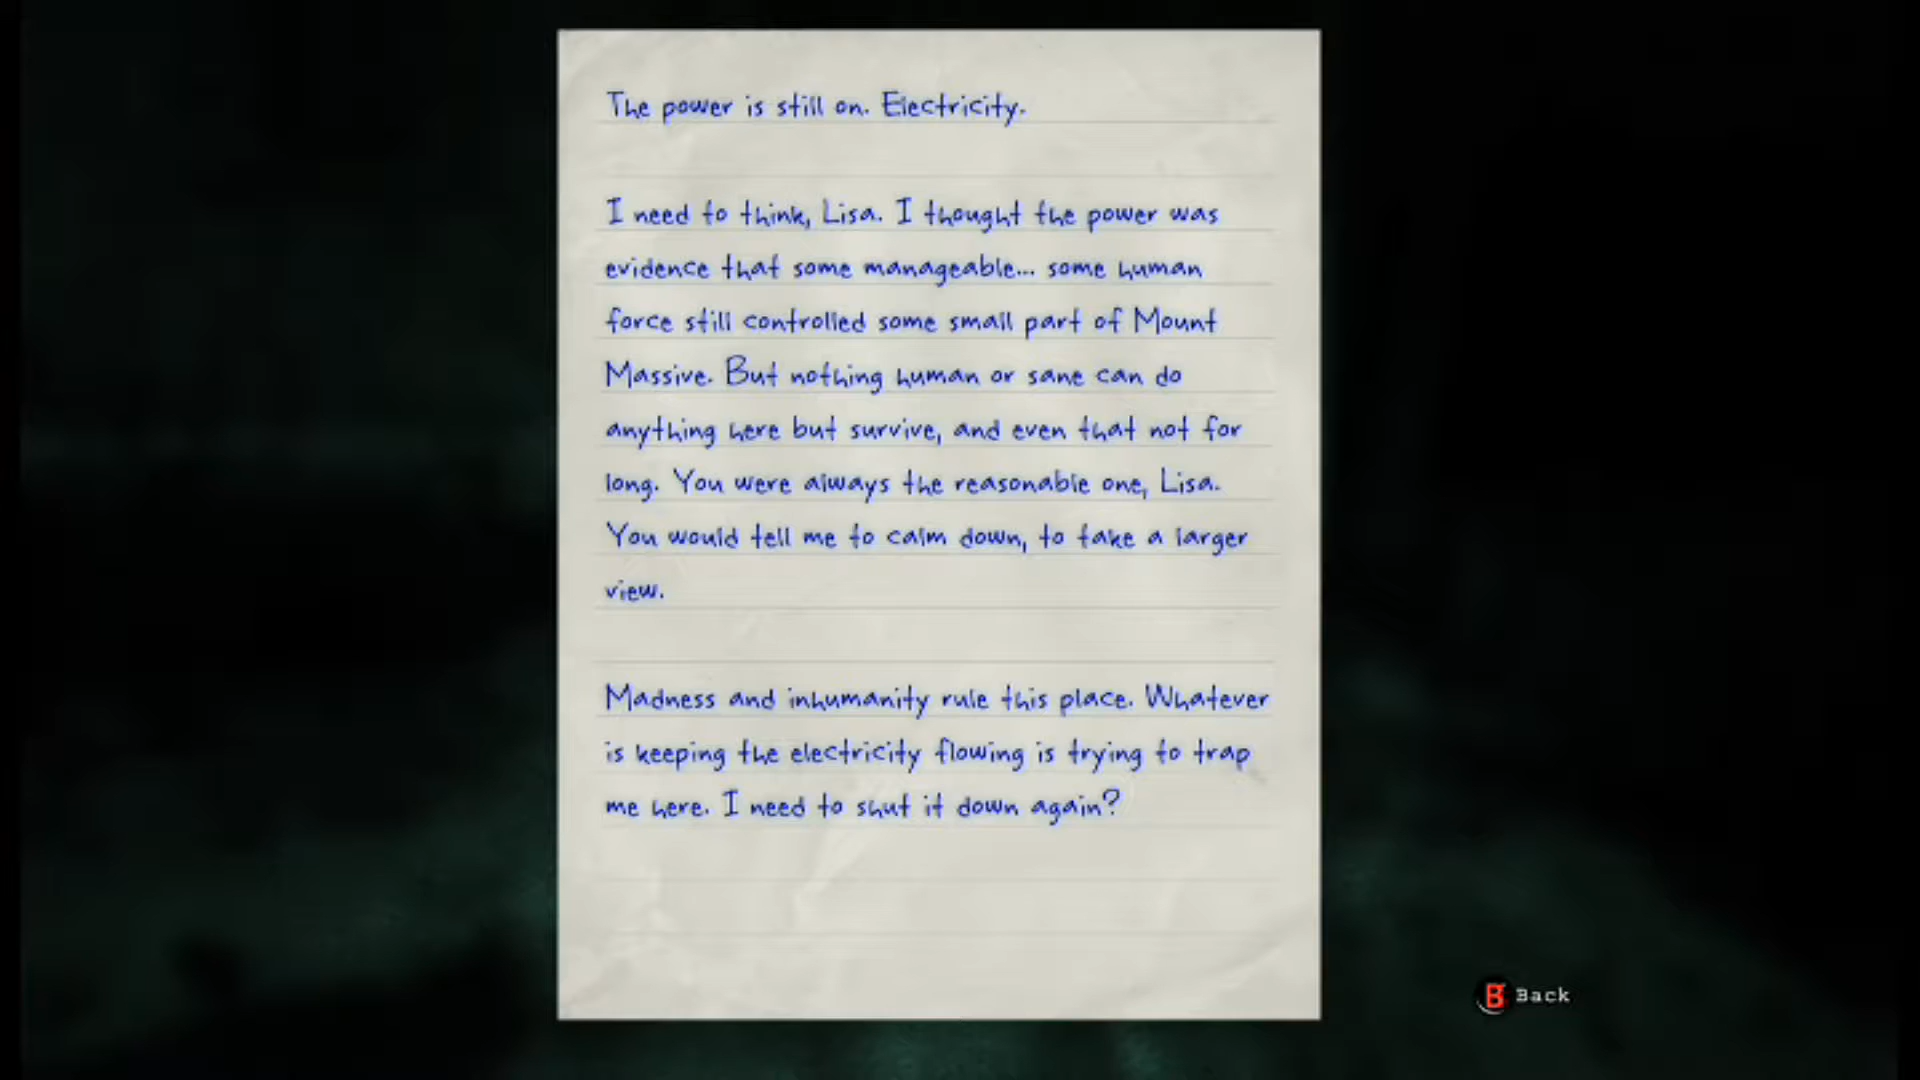 The power is still on. Electricity.
I need to think, Lisa. I thought the power was
evidence that some manageable... some human
force still controlled some small part of Mount
Massive. But nothing human or sane can do
anything here but survive, and even that not for
long. You were always the reasonable one, Lisa.
You would tell me to calm down, to take a larger
view.
Madness and inhumanity rule this place. Whatever
is keeping the electricity flowing is trying to trap
me here. I need to shut it down again?
B Back